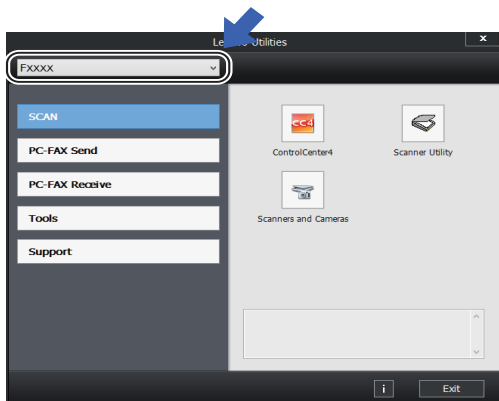 Utilities
x
Fxxxx
SCAN
PC-FAX Send
PC-FAX Receive
Tools
Support
CC4
ControlCenter4
Scanner Utility
Scanners and Cameras
i
Exit